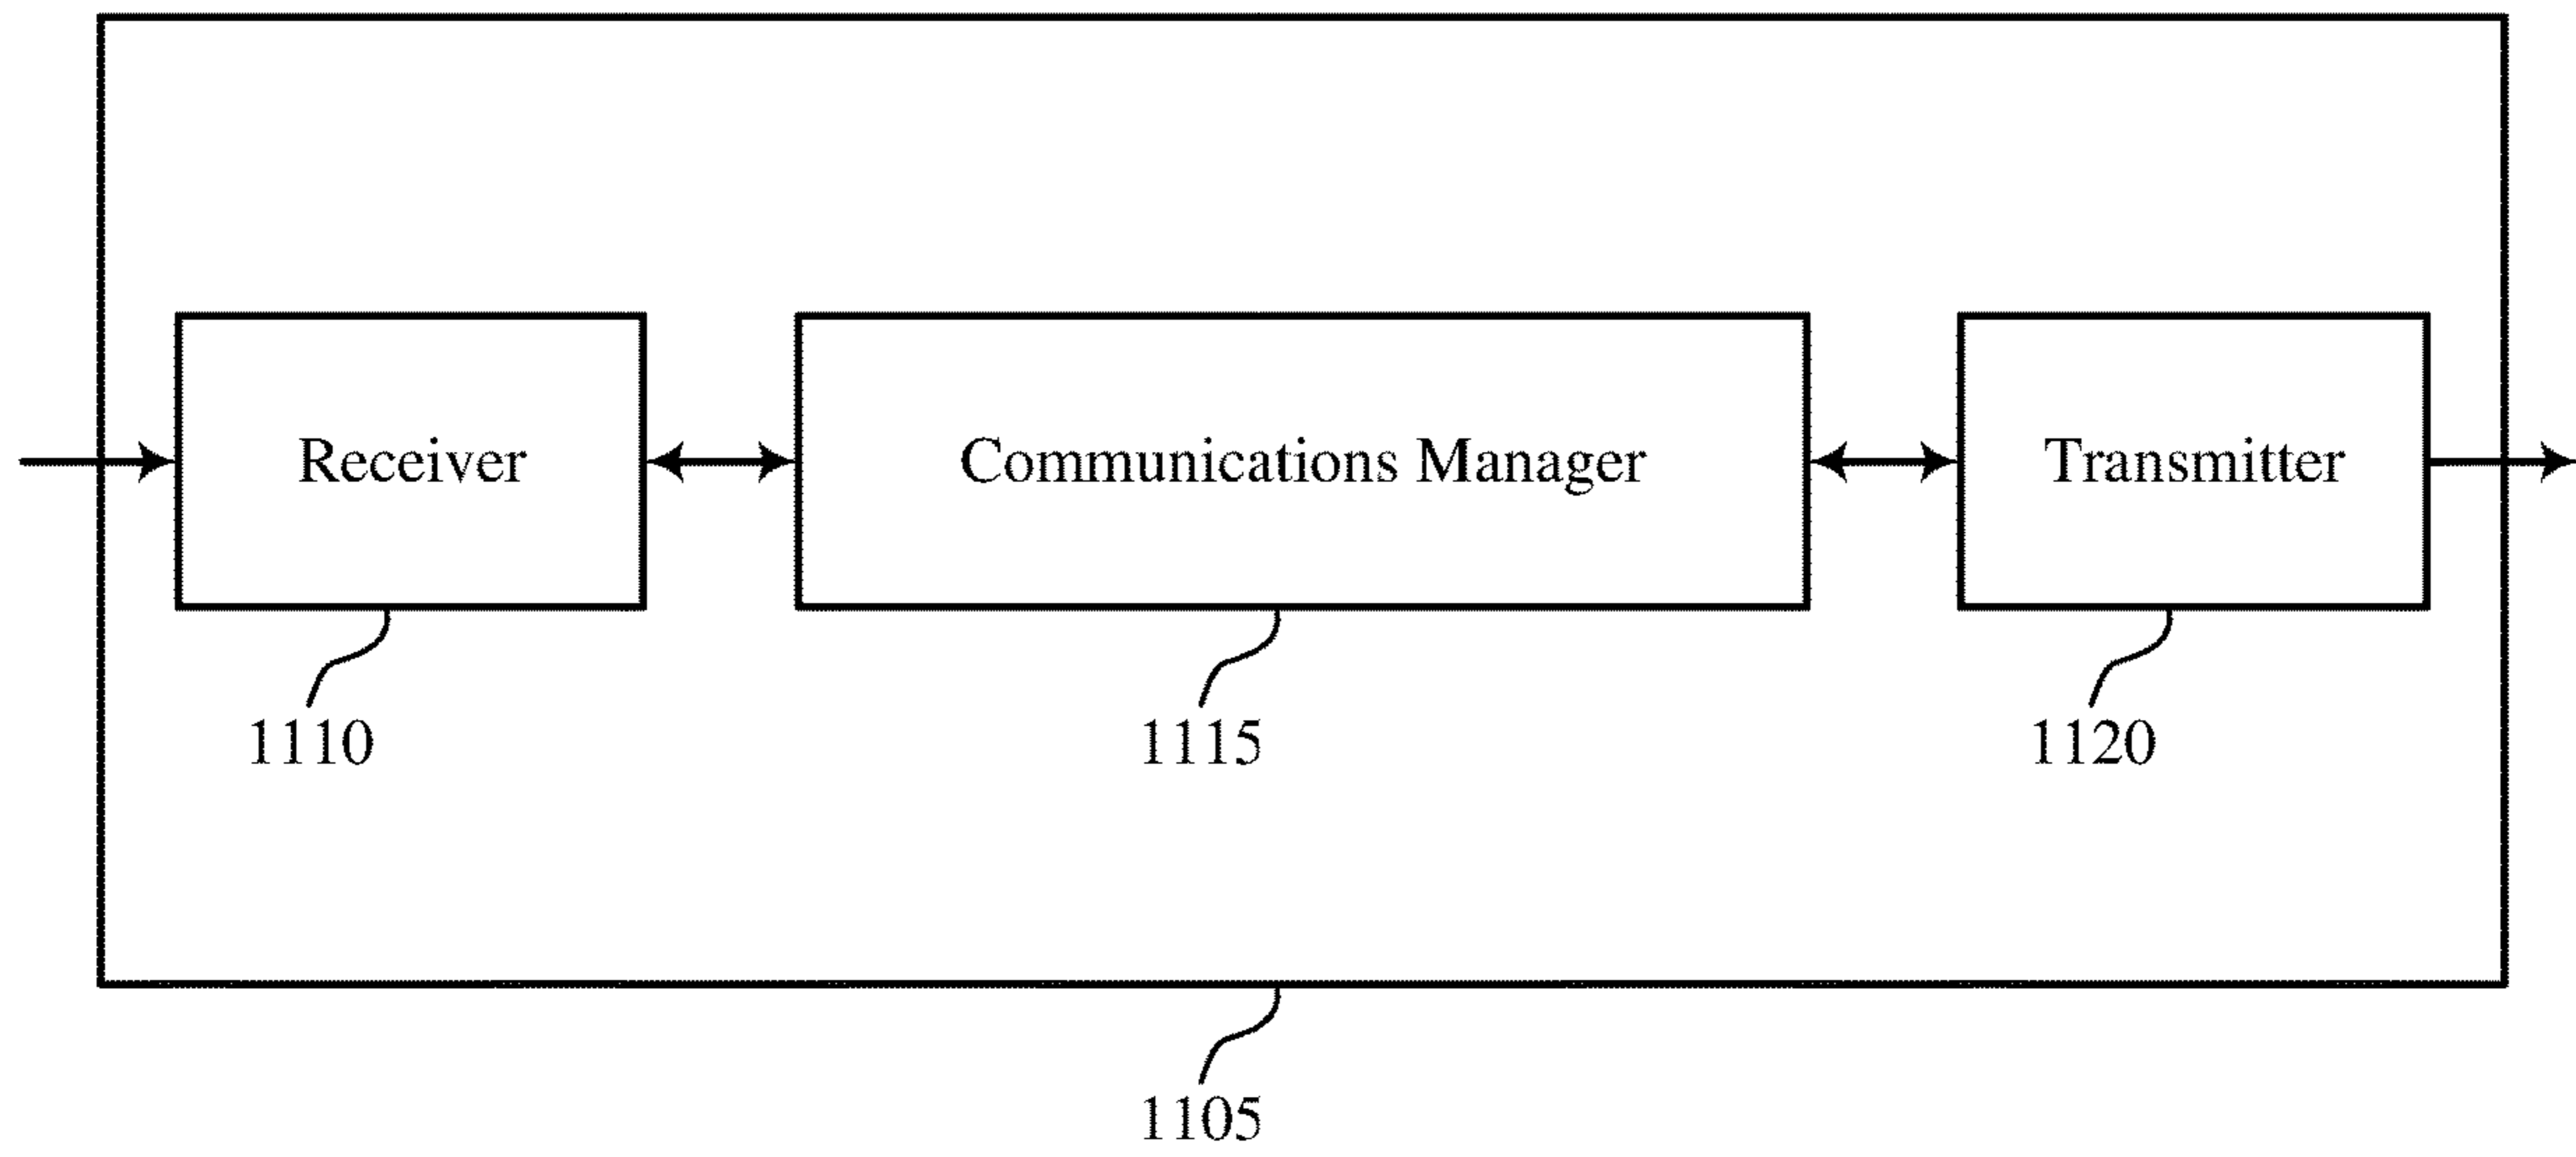 Receiver
Communications Manager
Transmitter
1110
1115
1120
1105